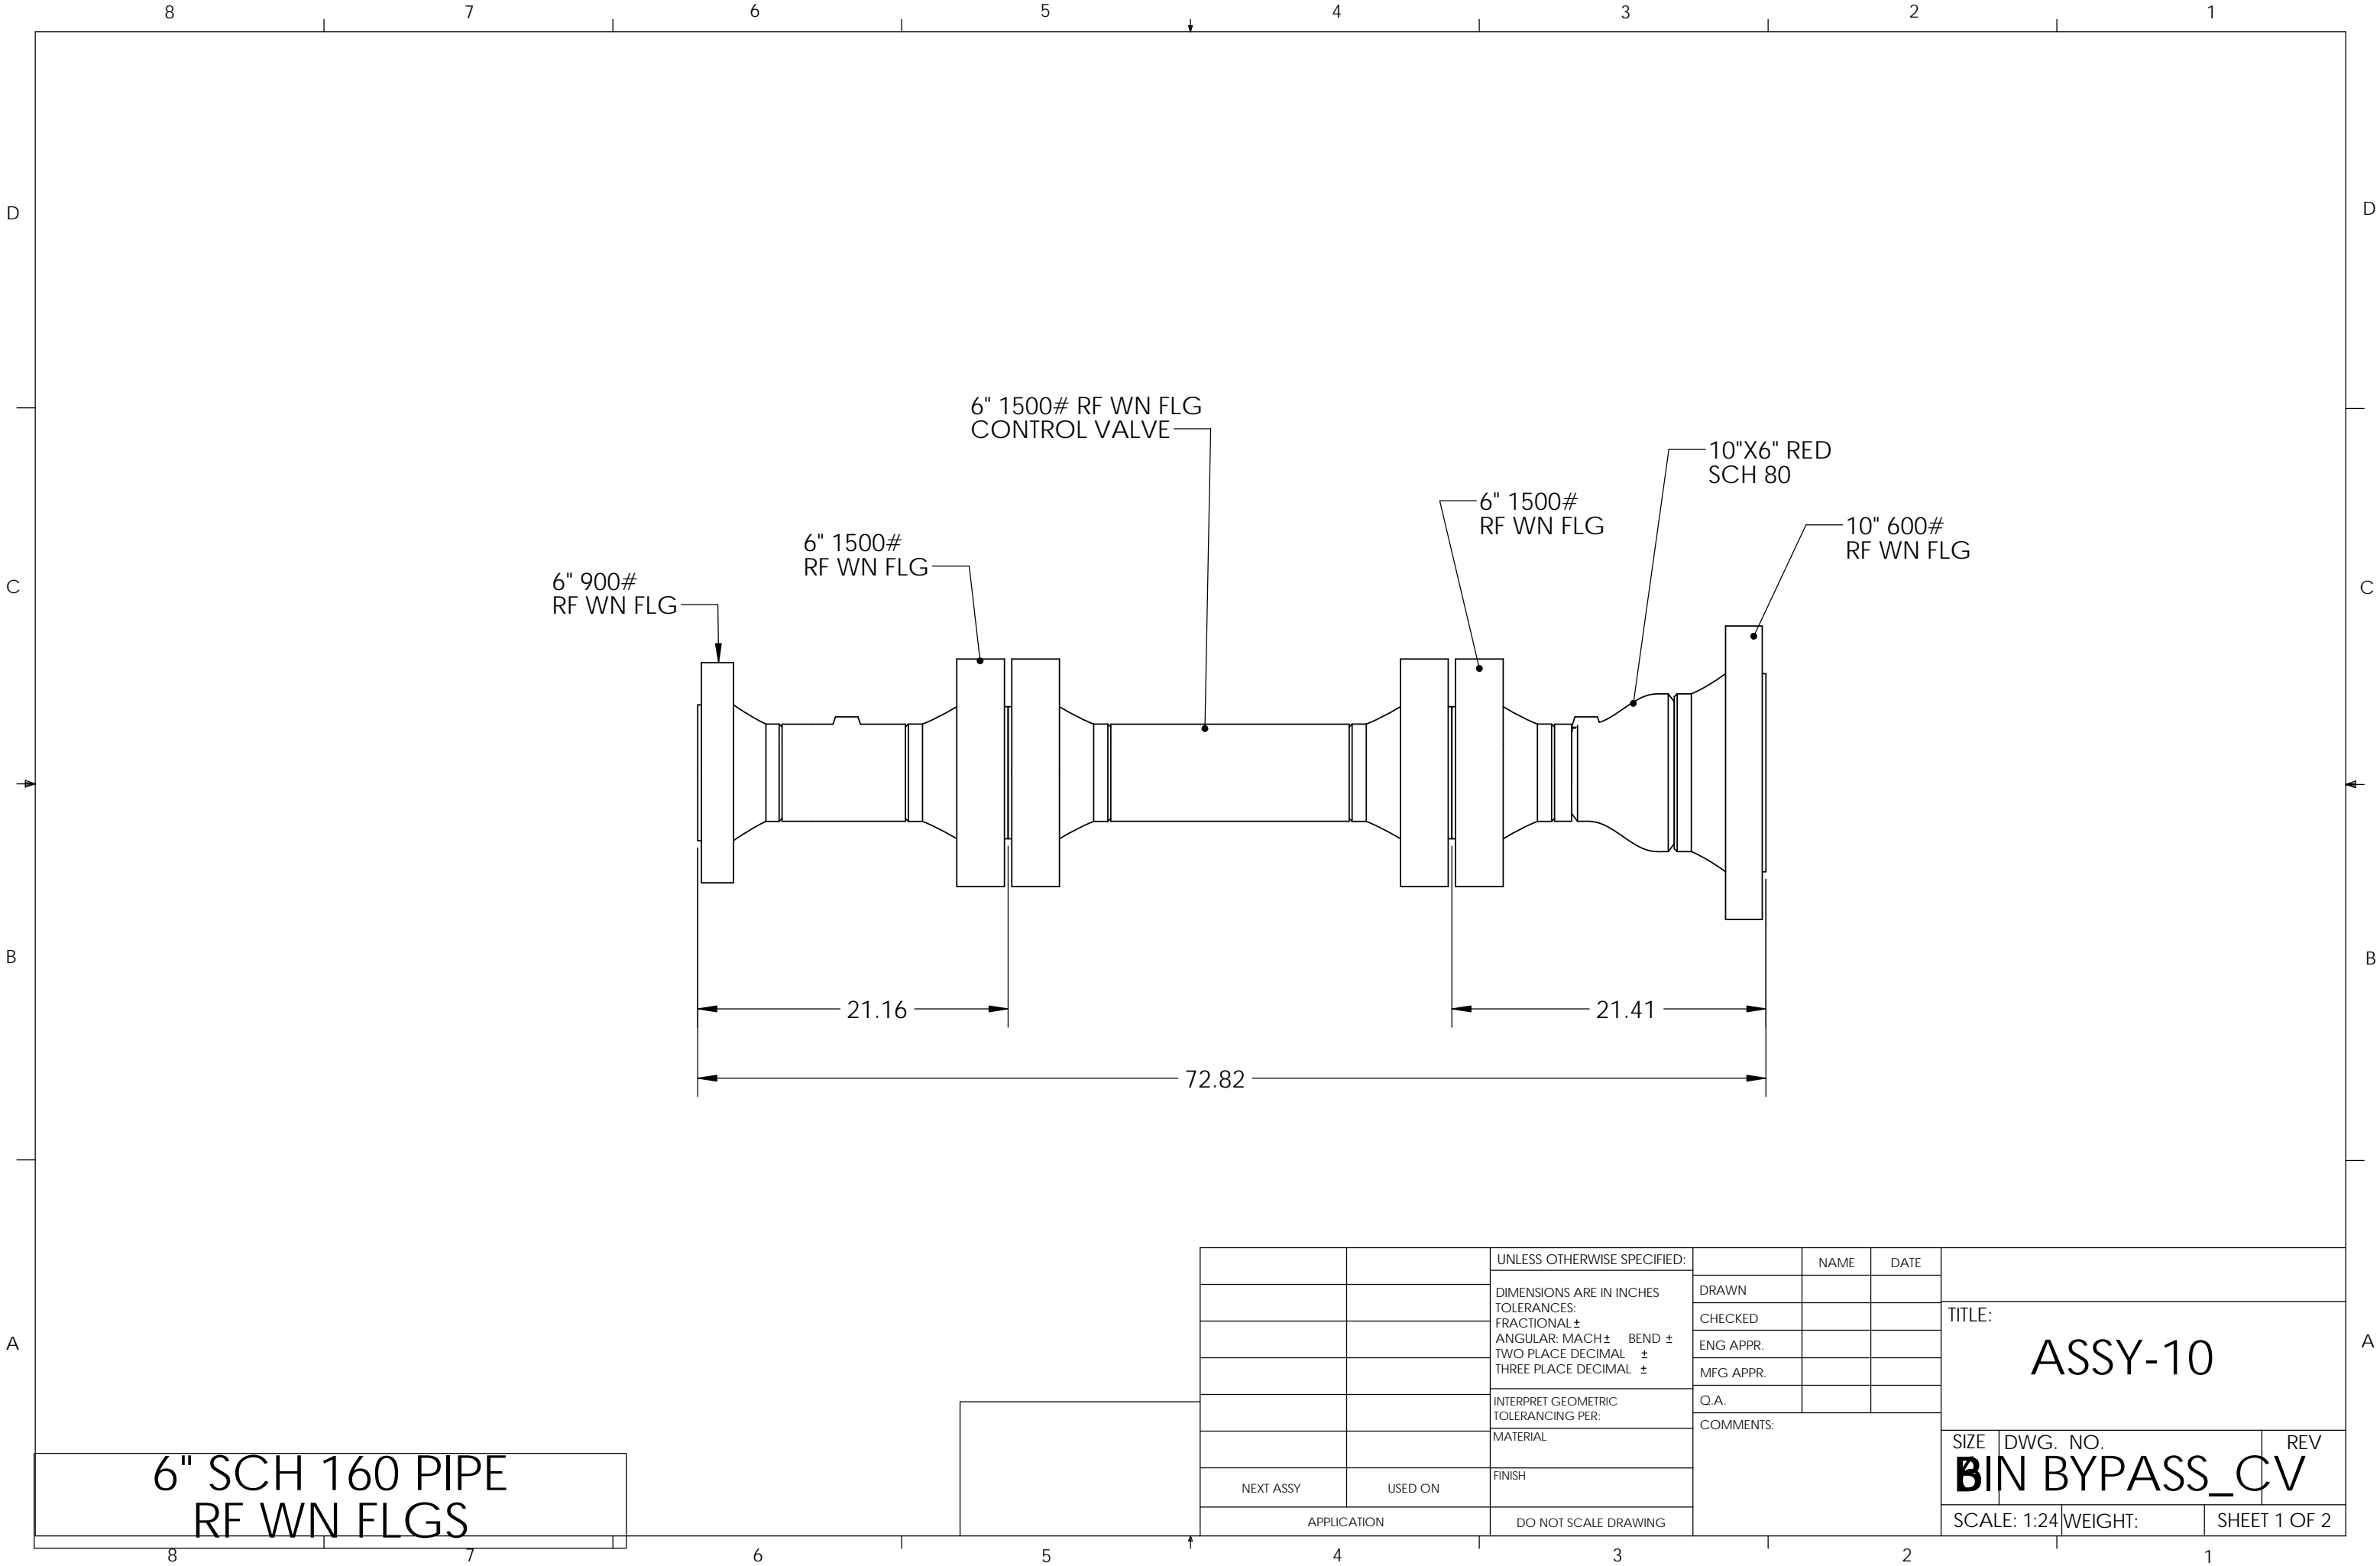 8 7 6 5 4 3 2 1
D D
6" 1500# RF WN FLG
CONTROL VALVE
10"X6" RED
SCH 80
6" 1500#
RF WN FLG
10" 600#
RF WN FLG
6" 1500#
RF WN FLG
6" 900#
RF WN FLG
C C
B B
21.16 21.41
72.82
A A
6" SCH 160 PIPE
RF WN FLGS
NEXT ASSY USED ON
APPLICATION
UNLESS OTHERWISE SPECIFIED:
DIMENSIONS ARE IN INCHES
TOLERANCES:
FRACTIONAL ±
ANGULAR: MACH ± BEND ±
TWO PLACE DECIMAL ±
THREE PLACE DECIMAL ±
INTERPRET GEOMETRIC
TOLERANCING PER:
MATERIAL
FINISH
DO NOT SCALE DRAWING
NAME DATE
DRAWN
CHECKED
ENG APPR.
MFG APPR.
Q.A.
COMMENTS:
TITLE:
ASSY-10
SIZE DWG. NO. REV
B 6IN BYPASS_CV
SCALE: 1:24 WEIGHT: SHEET 1 OF 2
8 7 6 5 4 3 2 1